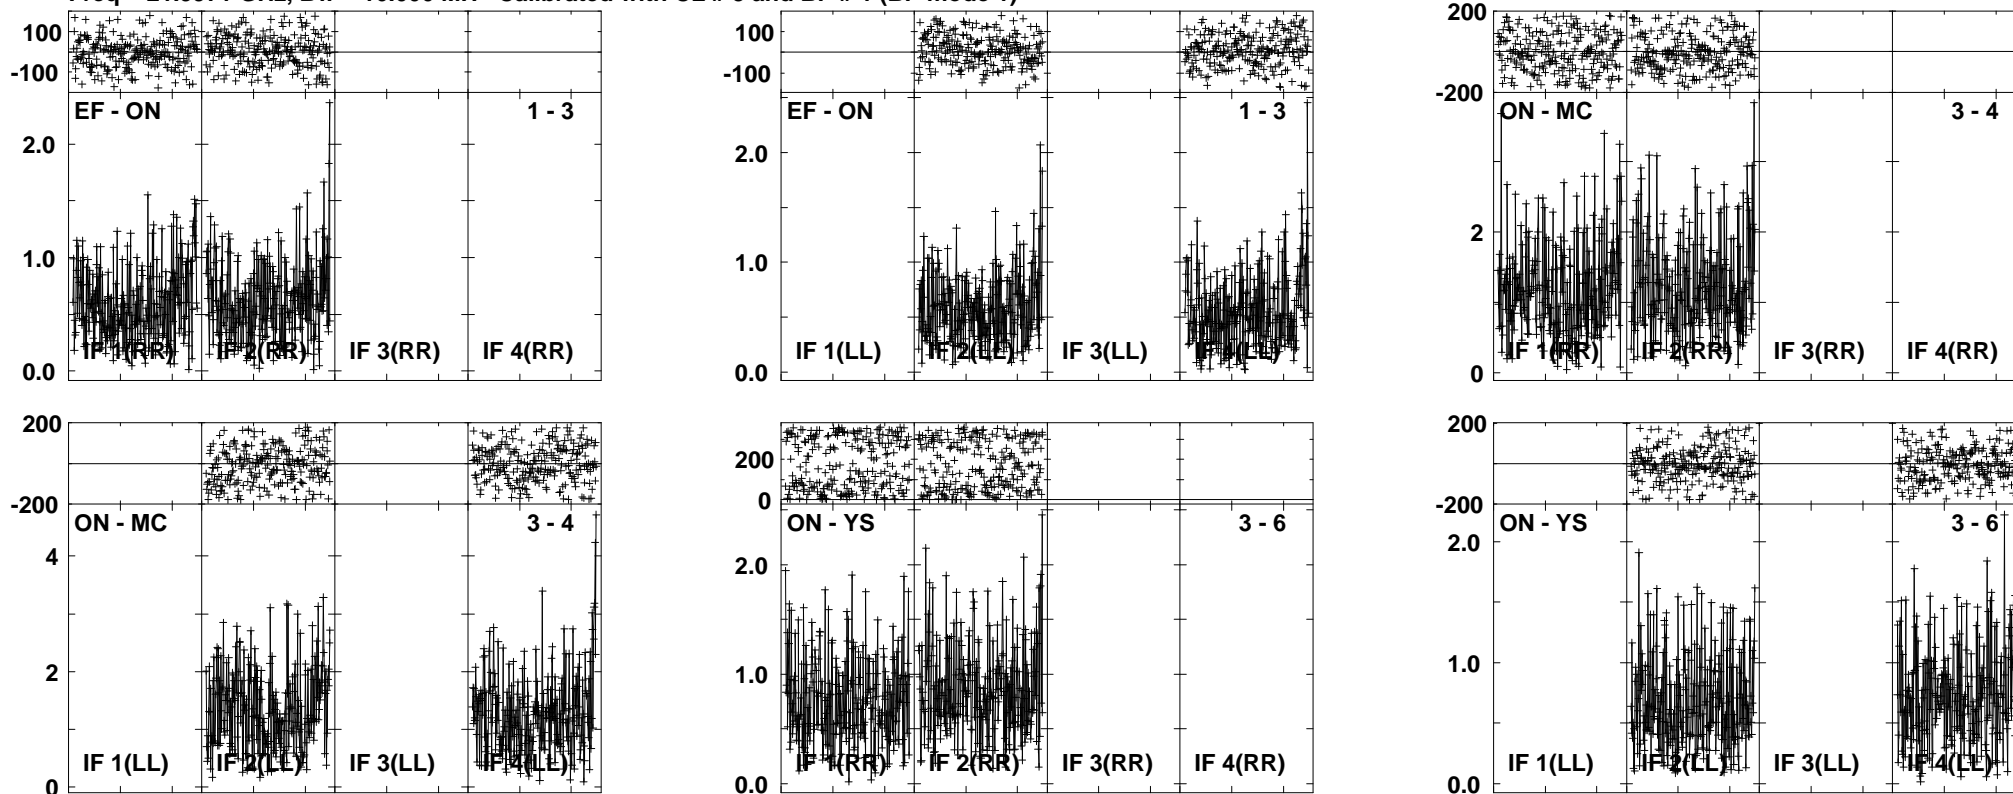 100
-100
EF - ON
1 - 3
2.0
1.0
0.0
IF 1(RR)
IF 2(RR)
IF 3(RR)
IF 4(RR)
100
-100
EF - ON
1 - 3
2.0
1.0
0.0
IF 1(LL)
IF 2(LL)
IF 3(LL)
IF 4(LL)
200
-200
ON - MC
3 - 4
2
0
IF 1(RR)
IF 2(RR)
IF 3(RR)
IF 4(RR)
200
-200
ON - MC
3 - 4
4
2
0
IF 1(LL)
IF 2(LL)
IF 3(LL)
IF 4(LL)
200
0
ON - YS
3 - 6
2.0
1.0
0.0
IF 1(RR)
IF 2(RR)
IF 3(RR)
IF 4(RR)
200
-200
ON - YS
3 - 6
2.0
1.0
0.0
IF 1(LL)
IF 2(LL)
IF 3(LL)
IF 4(LL)